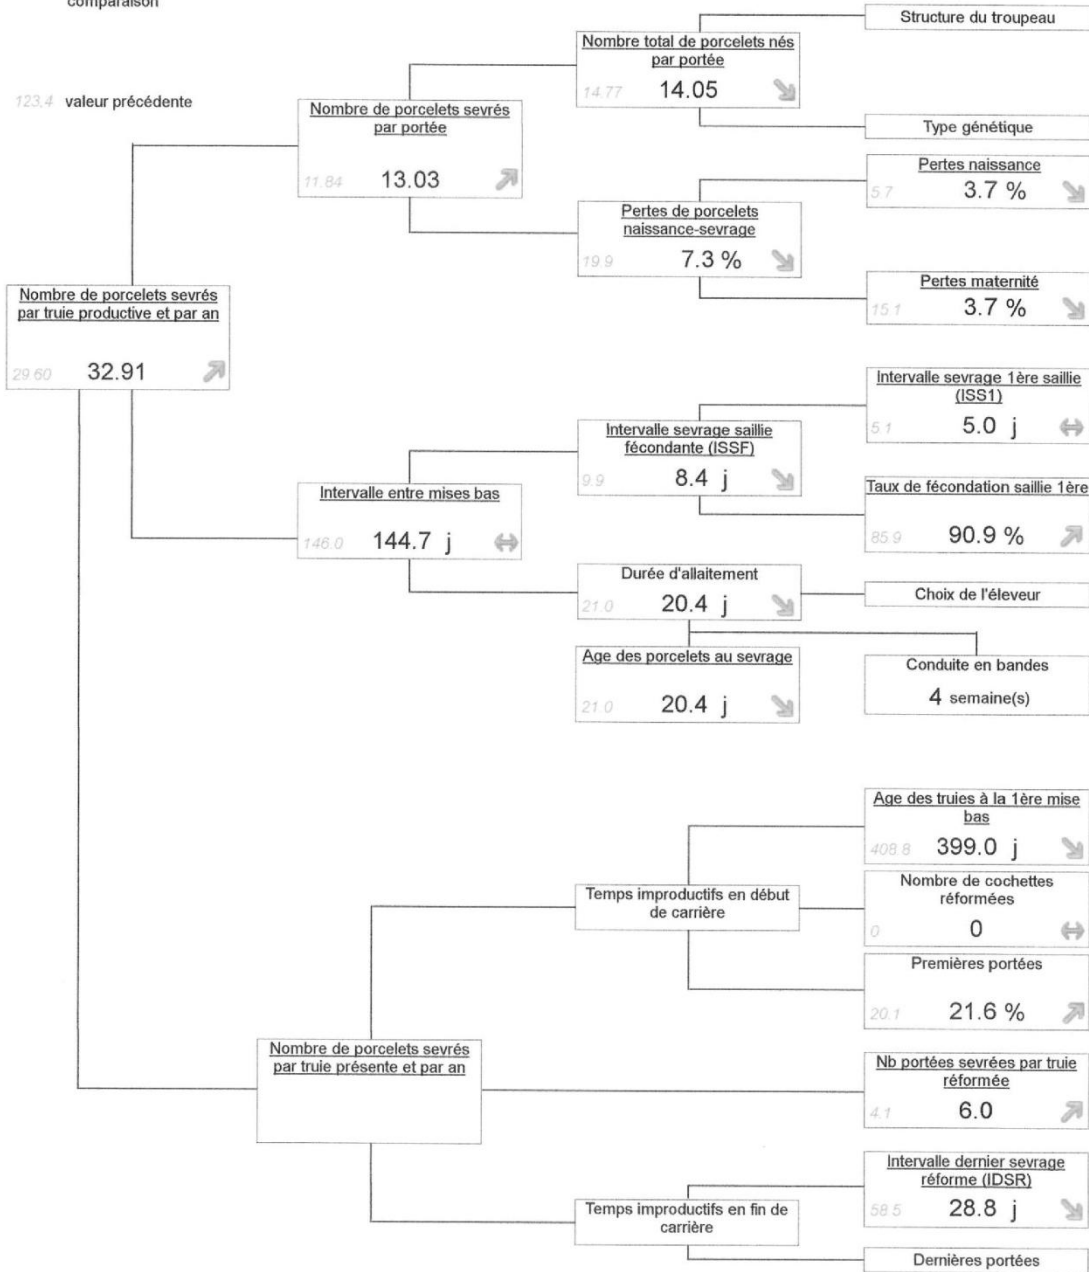 comparaison
123.4 valeur précédente
Structure du troupeau
Nombre total de porcelets nés
par portée
14.77 14.05
Type génétique
Nombre de porcelets sevrés
par portée
11.84 13.03
Pertes naissance
5.7 3.7 %
Pertes de porcelets
naissance-sevrage
19.9 7.3 %
Pertes maternité
15.1 3.7 %
Nombre de porcelets sevrés
par truie productive et par an
29.60 32.91
Intervalle sevrage 1ère saillie
(ISS1)
5.1 5.0 j
Intervalle sevrage saillie
fécondante (ISSF)
9.9 8.4 j
Taux de fécondation saillie 1ère
85.9 90.9 %
Intervalle entre mises bas
146.0 144.7 j
Durée d'allaitement
21.0 20.4 j
Choix de l'éleveur
Age des porcelets au sevrage
21.0 20.4 j
Conduite en bandes
4 semaine(s)
Age des truies à la 1ère mise
bas
408.8 399.0 j
Temps improductifs en début
de carrière
Nombre de cochettes
réformées
0 0
Premières portées
20.1 21.6 %
Nombre de porcelets sevrés
par truie présente et par an
Nb portées sevrées par truie
réformée
4.1 6.0
Intervalle dernier sevrage
réforme (IDSR)
58.5 28.8 j
Temps improductifs en fin de
carrière
Dernières portées